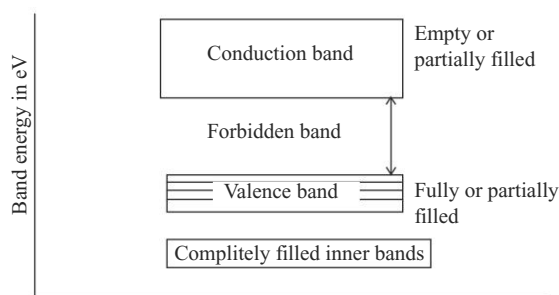 Band energy in eV
Conduction band
Empty or
partially filled
Forbidden band
Valence band
Fully or partially
filled
Complitely filled inner bands